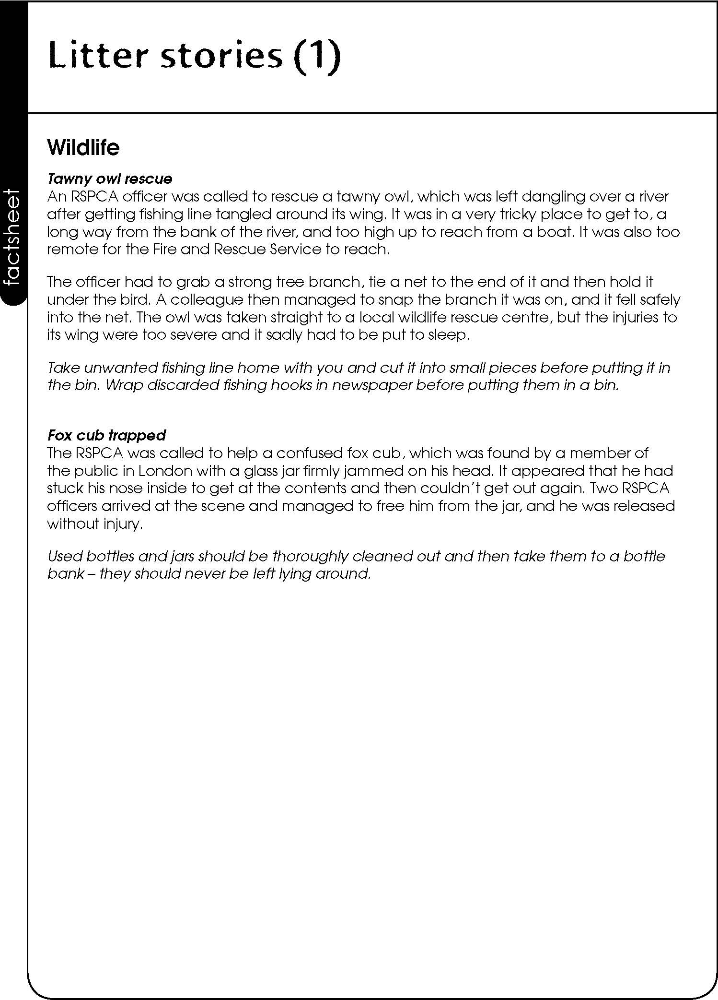 factsheet
Litter stories (1)
Wildlife
Tawny owl rescue
An RSPCA officer was called to rescue a tawny owl, which was left dangling over a river
after getting fishing line tangled around its wing. It was in a very tricky place to get to, a
long way from the bank of the river, and too high up to reach from a boat. It was also too
remote for the Fire and Rescue Service to reach.
The officer had to grab a strong tree branch, tie a net to the end of it and then hold it
under the bird. A colleague then managed to snap the branch it was on, and it fell safely
into the net. The owl was taken straight to a local wildlife rescue centre, but the injuries to
its wing were too severe and it sadly had to be put to sleep.
Take unwanted fishing line home with you and cut it into small pieces before putting it in
the bin. Wrap discarded fishing hooks in newspaper before putting them in a bin.
Fox cub trapped
The RSPCA was called to help a confused fox cub, which was found by a member of
the public in London with a glass jar firmly jammed on his head. It appeared that he had
stuck his nose inside to get at the contents and then couldn't get out again. Two RSPCA
officers arrived at the scene and managed to free him from the jar, and he was released
without injury.
Used bottles and jars should be thoroughly cleaned out and then take them to a bottle
bank – they should never be left lying around.